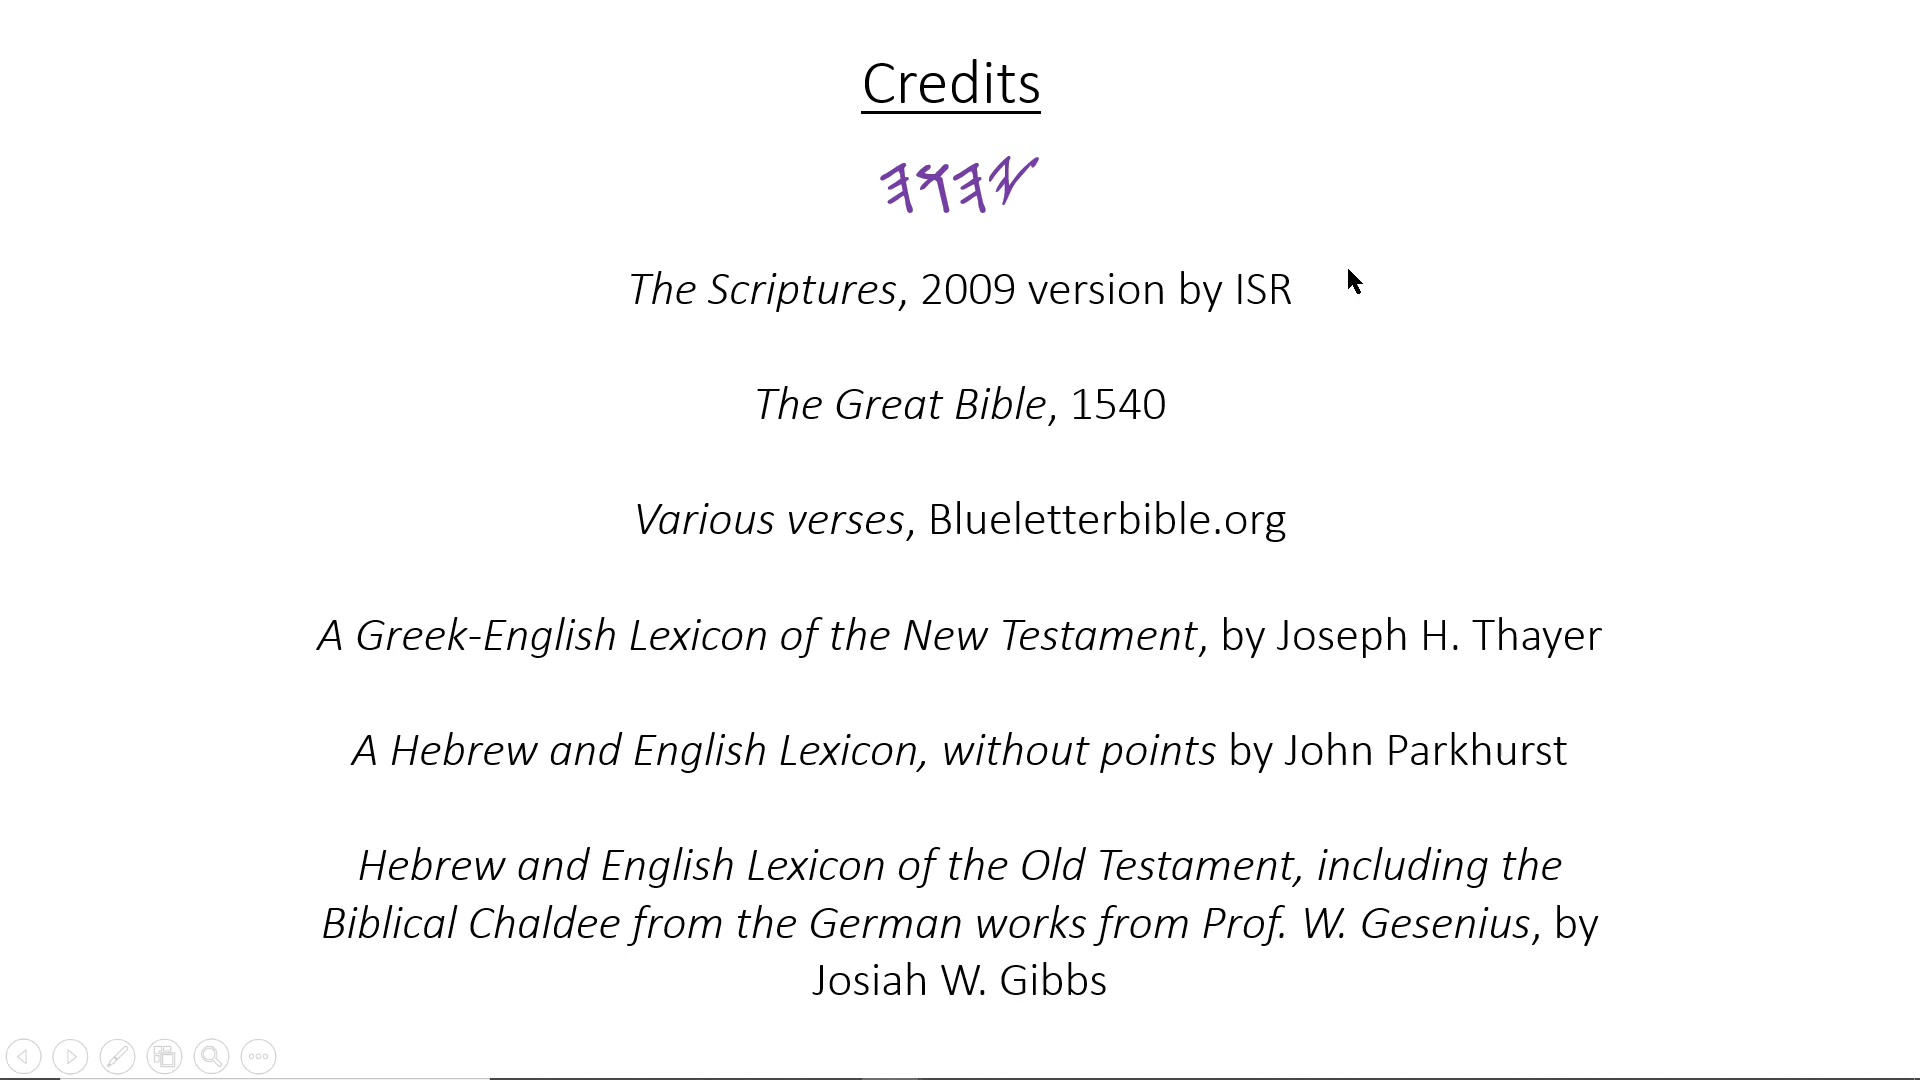 Credits
𐤉𐤄𐤅𐤄
The Scriptures, 2009 version by ISR
The Great Bible, 1540
Various verses, Blueletterbible.org
A Greek-English Lexicon of the New Testament, by Joseph H. Thayer
A Hebrew and English Lexicon, without points by John Parkhurst
Hebrew and English Lexicon of the Old Testament, including the
Biblical Chaldee from the German works from Prof. W. Gesenius, by
Josiah W. Gibbs